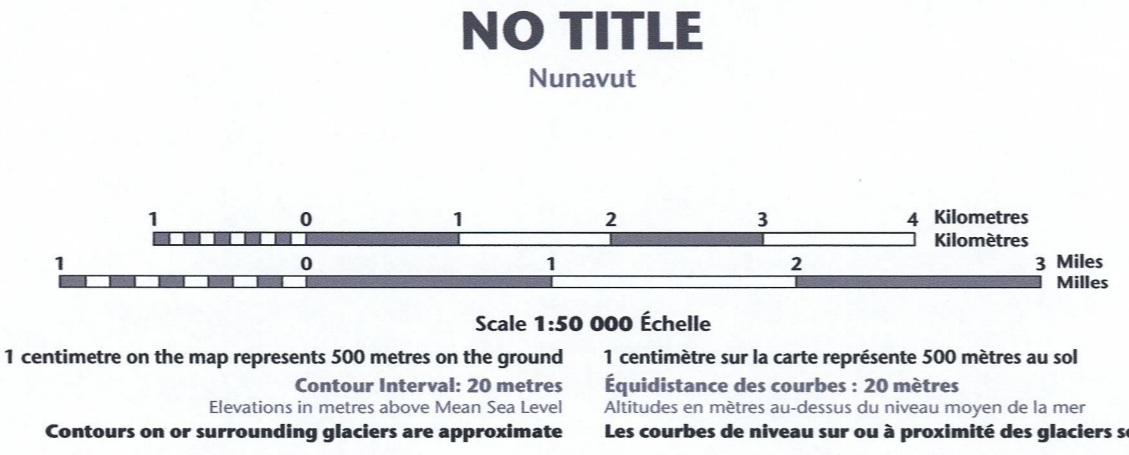 NO TITLE
Nunavut
1 0 1 2 3 4 Kilometres
Kilomètres
1 0 1 2 3 Miles
Milles
Scale 1:50 000 Échelle
1 centimetre on the map represents 500 metres on the ground
Contour Interval: 20 metres
Elevations in metres above Mean Sea Level
Contours on or surrounding glaciers are approximate
1 centimètre sur la carte représente 500 mètres au sol
Équidistance des courbes : 20 mètres
Altitudes en mètres au-dessus du niveau moyen de la mer
Les courbes de niveau sur ou à proximité des glaciers